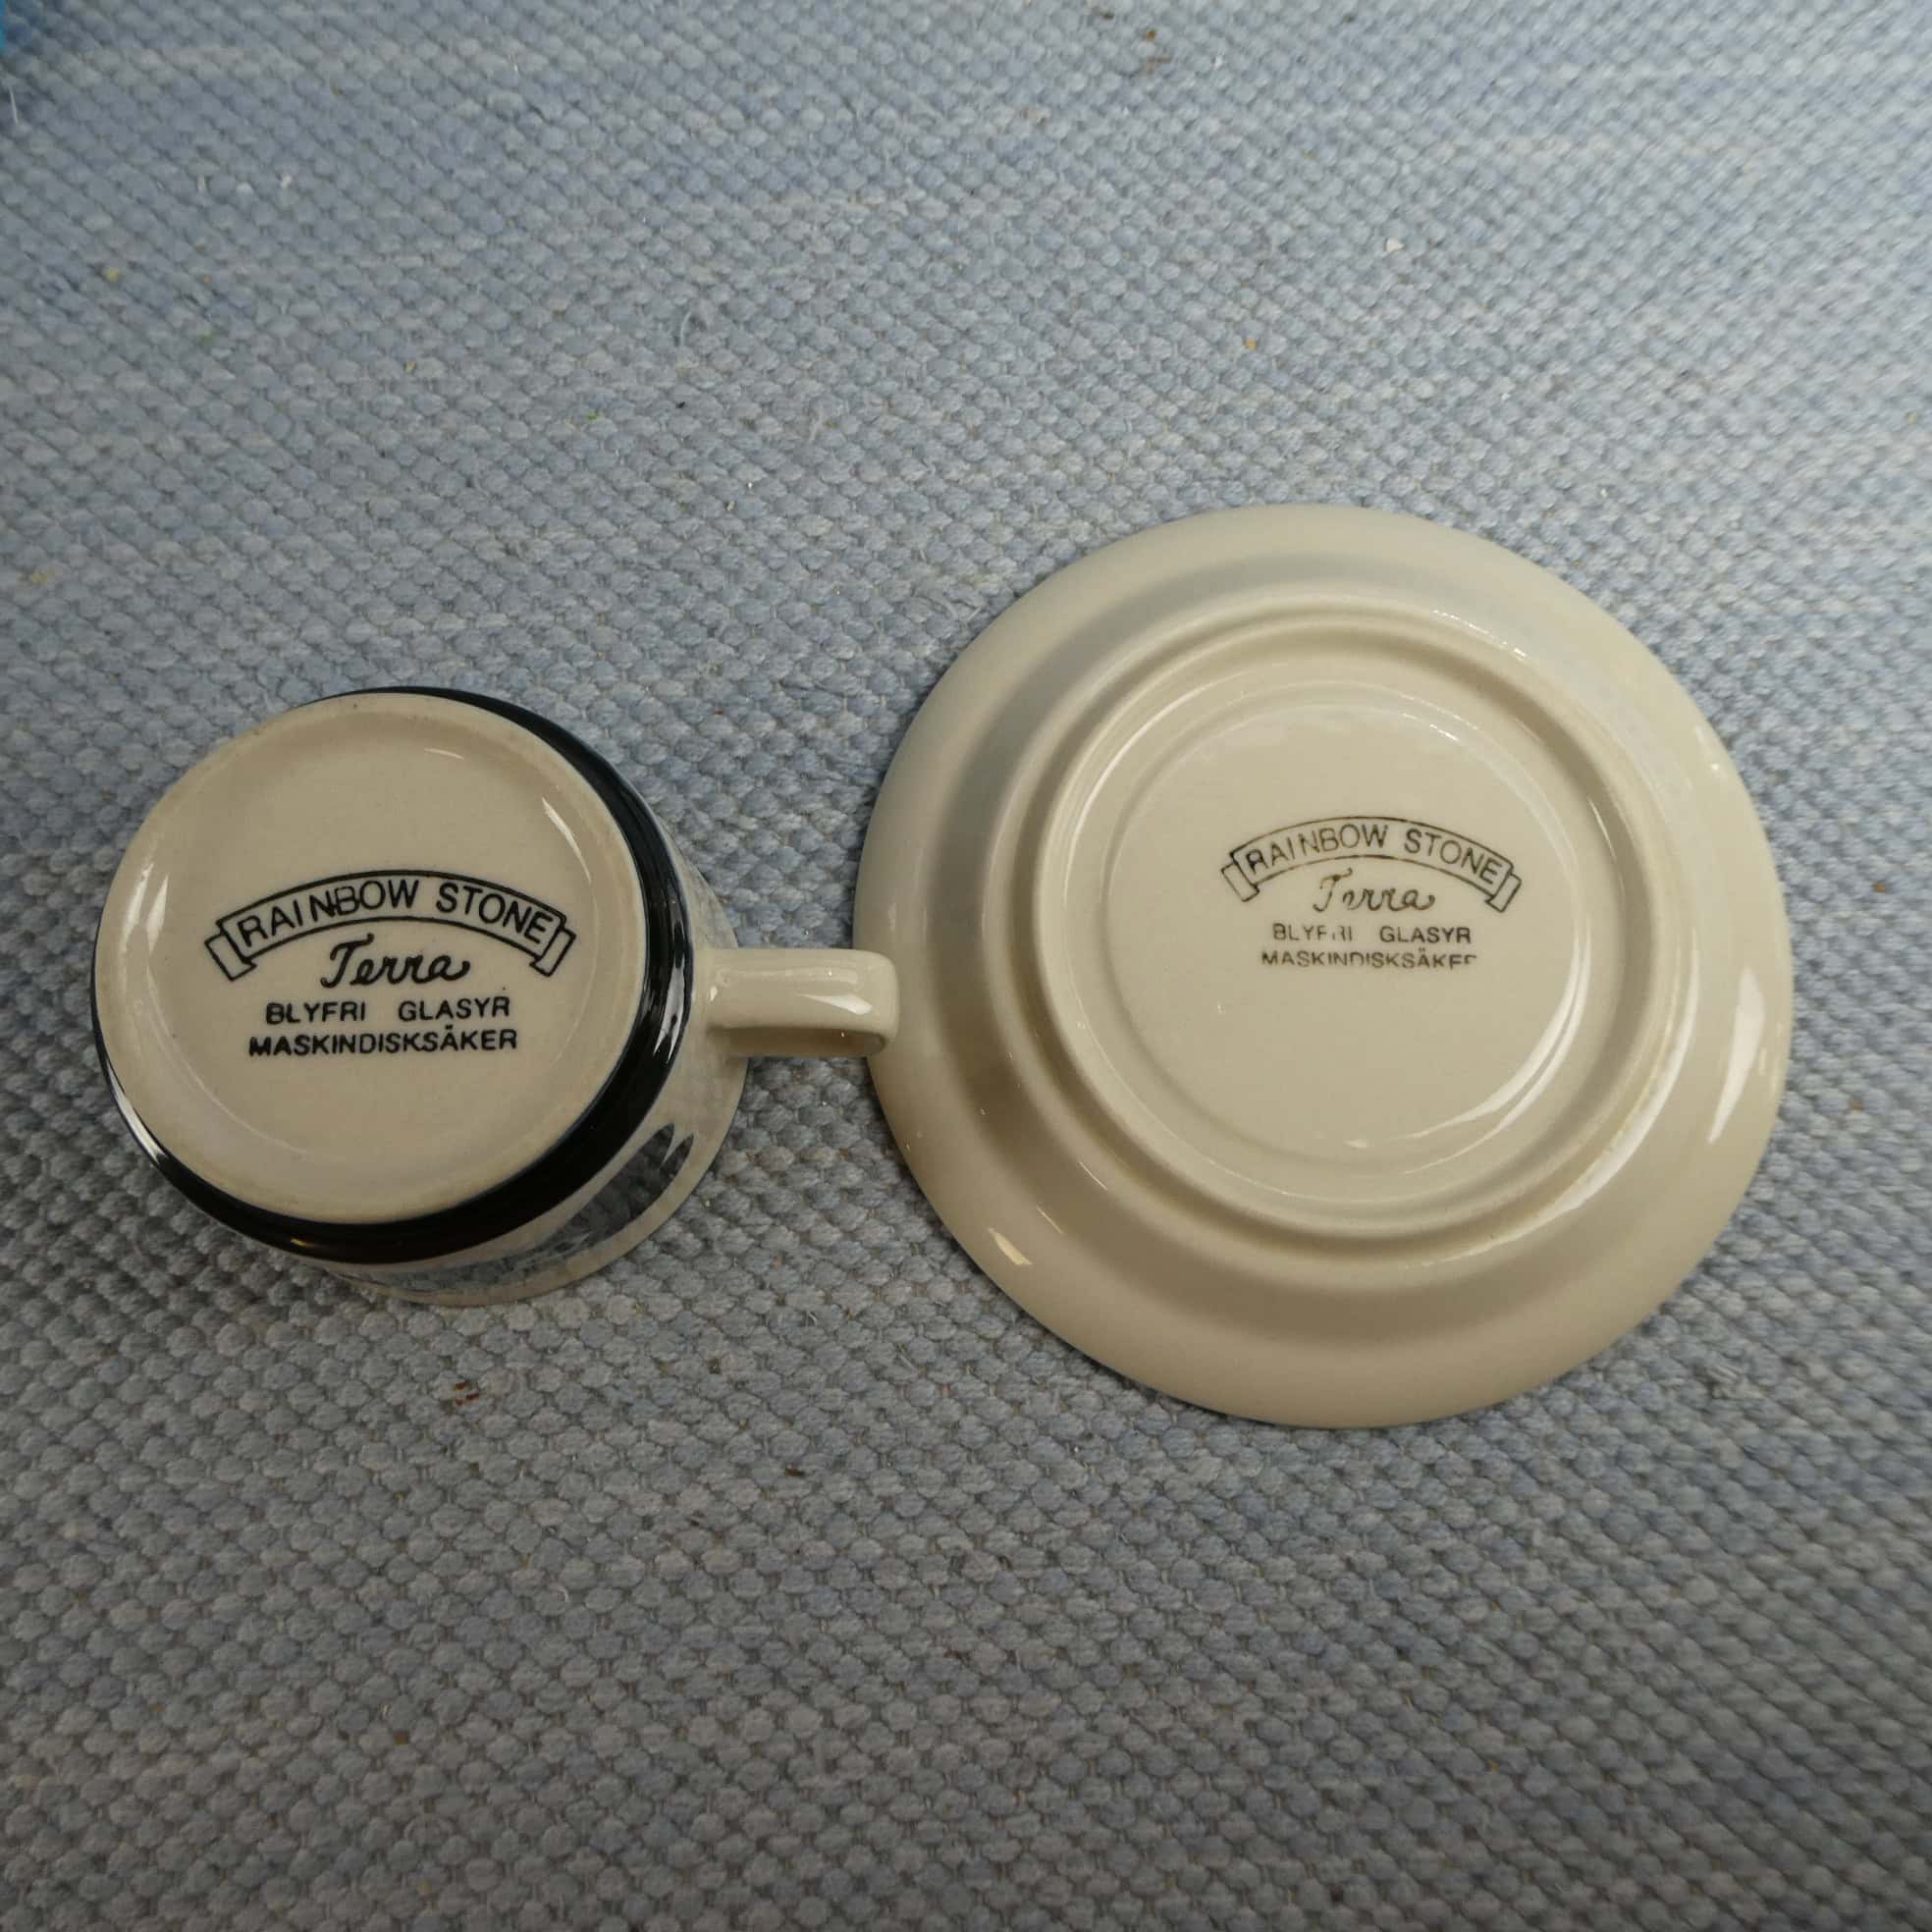 RAINBOW STONE
Terra
BLYFRI GLASYR
MASKINDISKSÄKER
RAINBOW STONE
Terra
BLYFRI GLASYR
MASKINDISKSÄKER